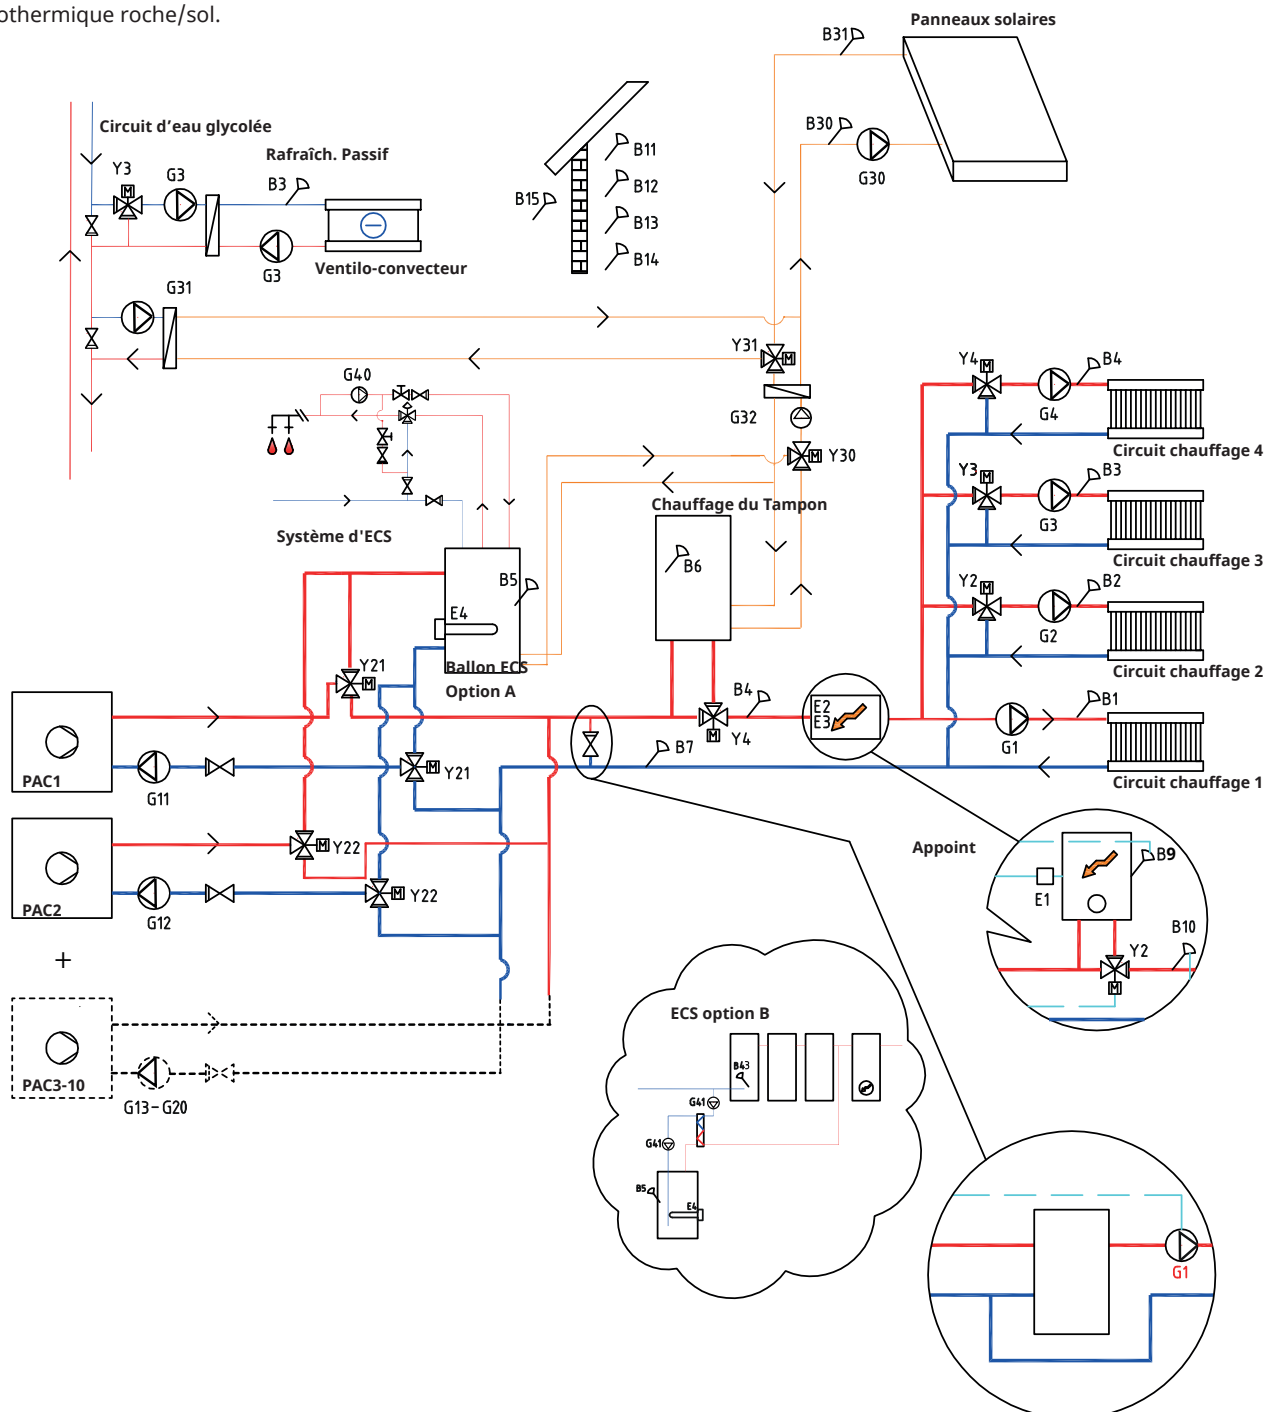 othermique roche/sol.
Panneaux solaires
B31
B30
G30
Circuit d'eau glycolée
Rafraîch. Passif
Y3
G3
B3
G3
Ventilo-convecteur
B11
B12
B15
B13
B14
G31
Y31
G32
Y30
G40
Système d'ECS
Chauffage du Tampon
B6
B5
E4
Ballon ECS
Option A
Y4
M
B4
G4
Circuit chauffage 4
Y3
M
B3
G3
Circuit chauffage 3
Y2
M
B2
G2
Circuit chauffage 2
B1
G1
Circuit chauffage 1
Y21
M
B4
Y4
M
E2
E3
B7
PAC1
G11
Y21
M
PAC2
G12
Y22
M
Y22
M
+
PAC3-10
G13-G20
Appoint
B9
E1
B10
Y2
M
ECS option B
B43
G41
G41
B5
E4
G1
M
M
M